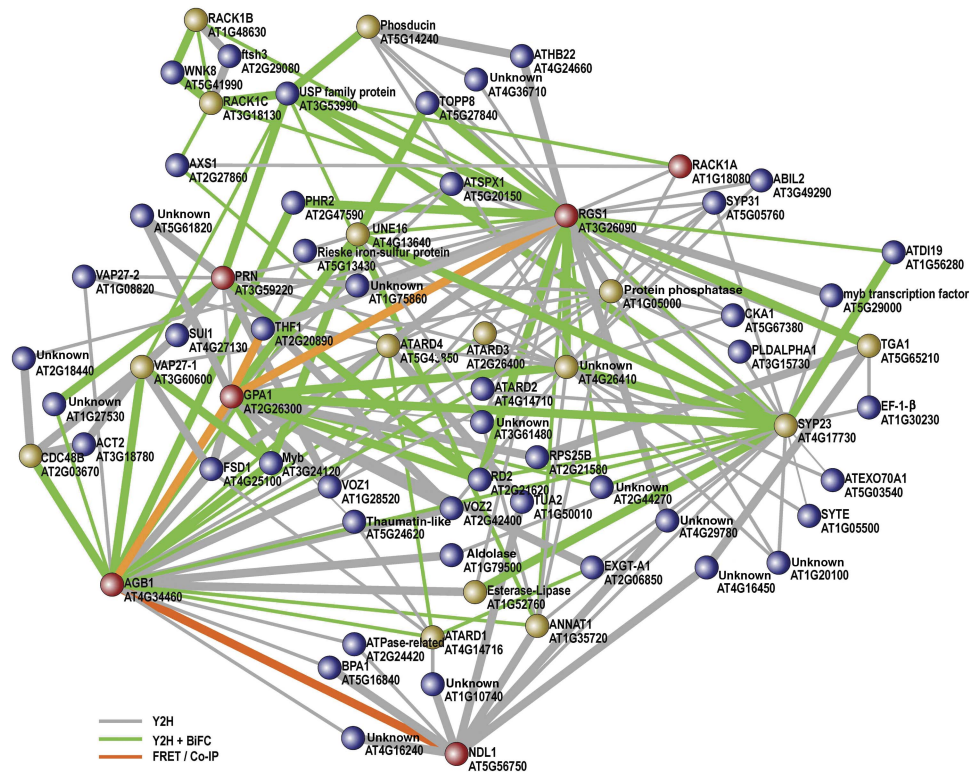 RACK1B
AT1G48630
Phosducin
AT5G14240
ftsh3
AT2G29080
ATHB22
AT4G24660
WNK8
AT5G41990
Unknown
AT4G36710
USP family protein
AT3G53990
RACK1C
AT3G18130
TOPP8
AT5G27840
AXS1
AT2G27860
RACK1A
AT1G18080
ATSPX1
AT5G20150
ABIL2
AT3G49290
PHR2
AT2G47590
SYP31
AT5G05760
Unknown
AT5G61820
RGS1
AT3G26090
UNE16
AT4G13640
Rieske iron-sulfur protein
AT5G13430
ATDI19
AT1G56280
VAP27-2
AT1G08820
PRN
AT3G59220
Unknown
AT1G75860
Protein phosphatase
AT1G05000
myb transcription factor
AT5G29000
CKA1
AT5G67380
SUI1
AT4G27130
THF1
AT2G20890
ATARD4
ATARD3
AT2G26400
PLDALPHA1
AT3G15730
TGA1
AT5G65210
Unknown
AT2G18440
VAP27-1
AT3G60600
Unknown
AT4G26410
Unknown
AT1G27530
GPA1
AT2G26300
ATARD2
AT4G14710
EF-1-β
AT1G30230
Unknown
AT3G61480
SYP23
AT4G17730
ACT2
AT3G18780
CDC48B
AT2G03670
FSD1
AT4G25100
Myb
AT3G24120
RPS25B
AT2G21580
VOZ1
AT1G28520
RD2
AT2G21620
Unknown
AT2G44270
ATEXO70A1
AT5G03540
VOZ2
AT2G42400
TUA2
AT1G50010
Thaumatin-like
AT5G24620
Unknown
AT4G29780
SYTE
AT1G05500
Aldolase
AT1G79500
EXGT-A1
AT2G06850
Unknown
AT4G16450
Unknown
AT1G20100
AGB1
AT4G34460
Esterase-Lipase
AT1G52760
ANNAT1
AT1G35720
ATPase-related
AT2G24420
ATARD1
AT4G14716
BPA1
AT5G16840
Unknown
AT1G10740
Unknown
AT4G16240
NDL1
AT5G56750
Y2H
Y2H + BiFC
FRET / Co-IP